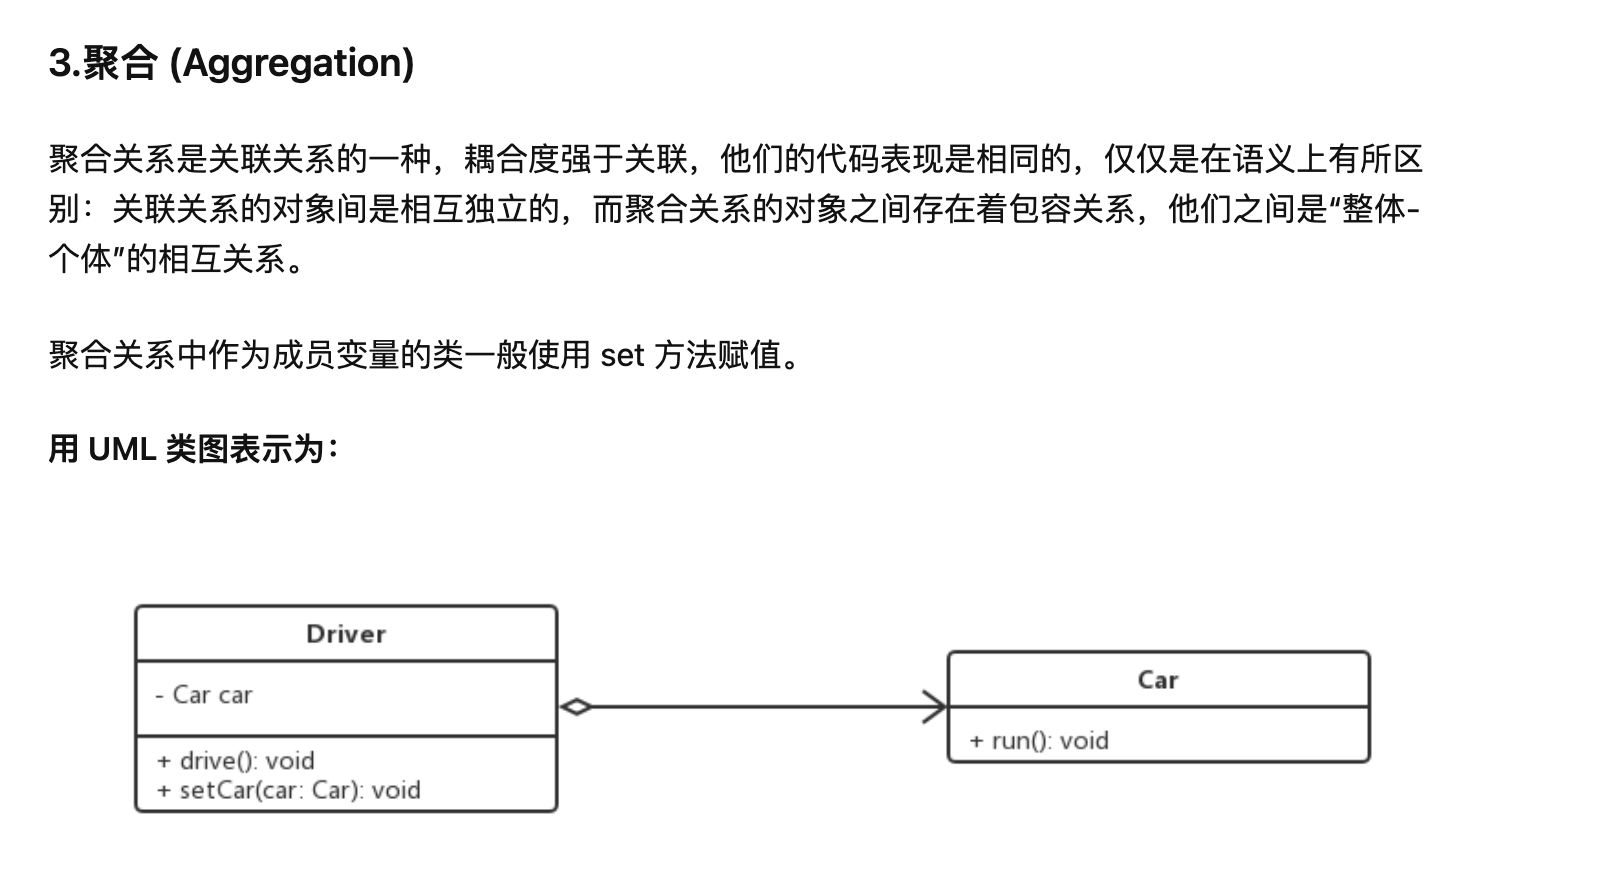 3.聚合 (Aggregation)
聚合关系是关联关系的一种，耦合度强于关联，他们的代码表现是相同的，仅仅是在语义上有所区
别：关联关系的对象间是相互独立的，而聚合关系的对象之间存在着包容关系，他们之间是“整体-
个体”的相互关系。
聚合关系中作为成员变量的类一般使用 set 方法赋值。
用 UML 类图表示为：
Driver
- Car car
+ drive(): void
+ setCar(car: Car): void
Car
+ run(): void